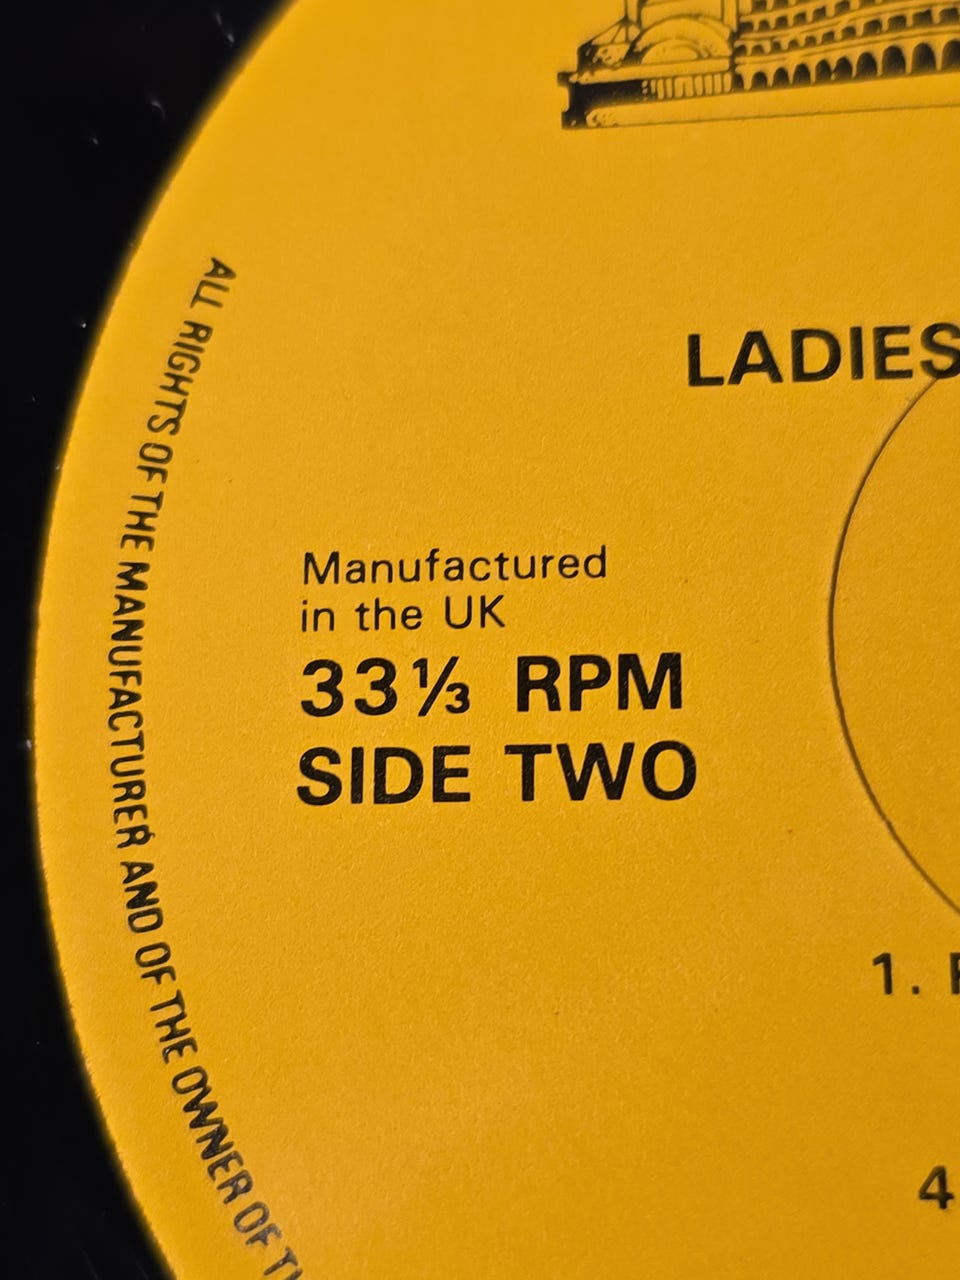 LADIES
Manufactured
in the UK
33⅓ RPM
SIDE TWO
1.
4
ALL RIGHTS OF THE MANUFACTURER AND OF THE OWNER OF